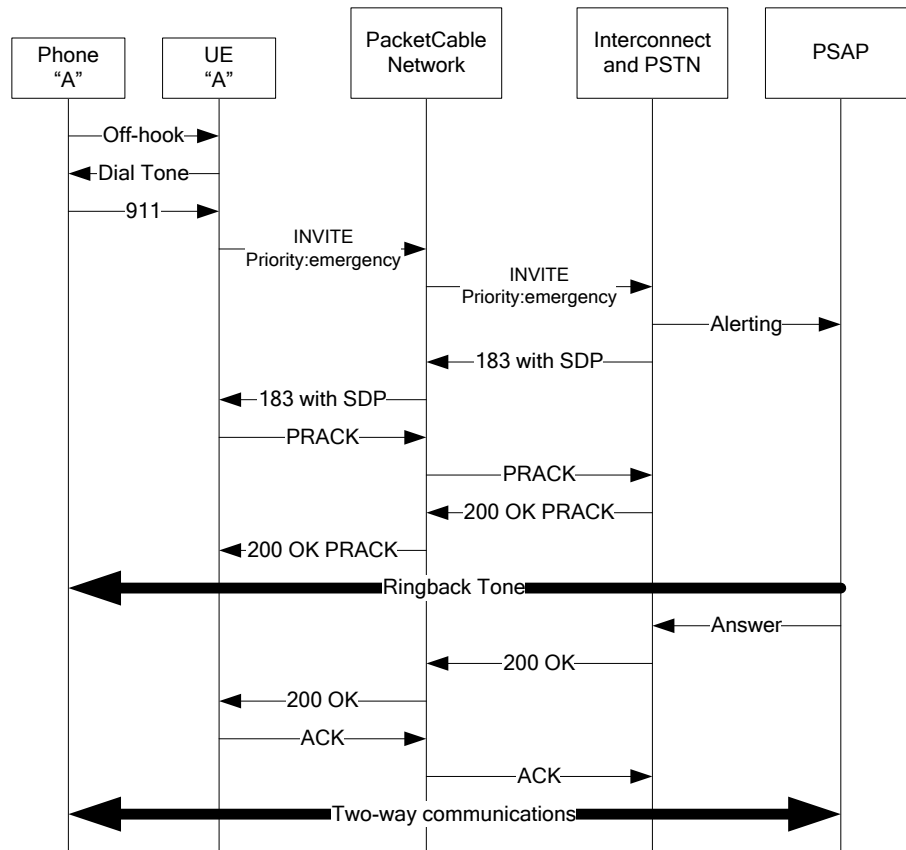 Phone
“A”
UE
“A”
PacketCable
Network
Interconnect
and PSTN
PSAP
Off-hook
Dial Tone
911
INVITE
Priority:emergency
INVITE
Priority:emergency
Alerting
183 with SDP
183 with SDP
PRACK
PRACK
200 OK PRACK
200 OK PRACK
Ringback Tone
Answer
200 OK
200 OK
ACK
ACK
Two-way communications